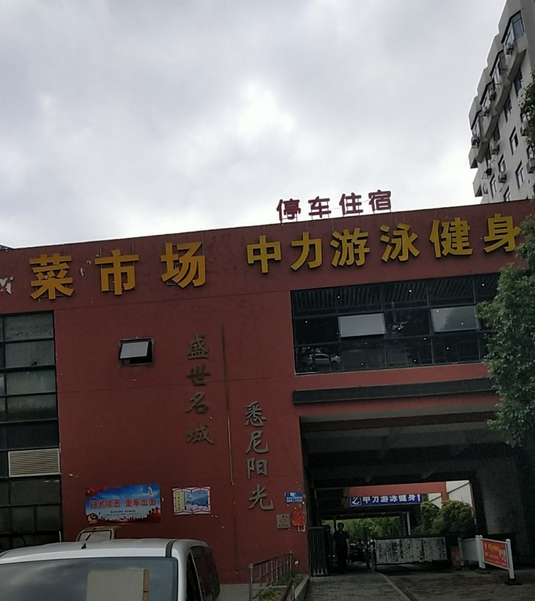 停车住宿
菜市场 中力游泳健身
盛世名城
悉尼阳光
中力游泳健身